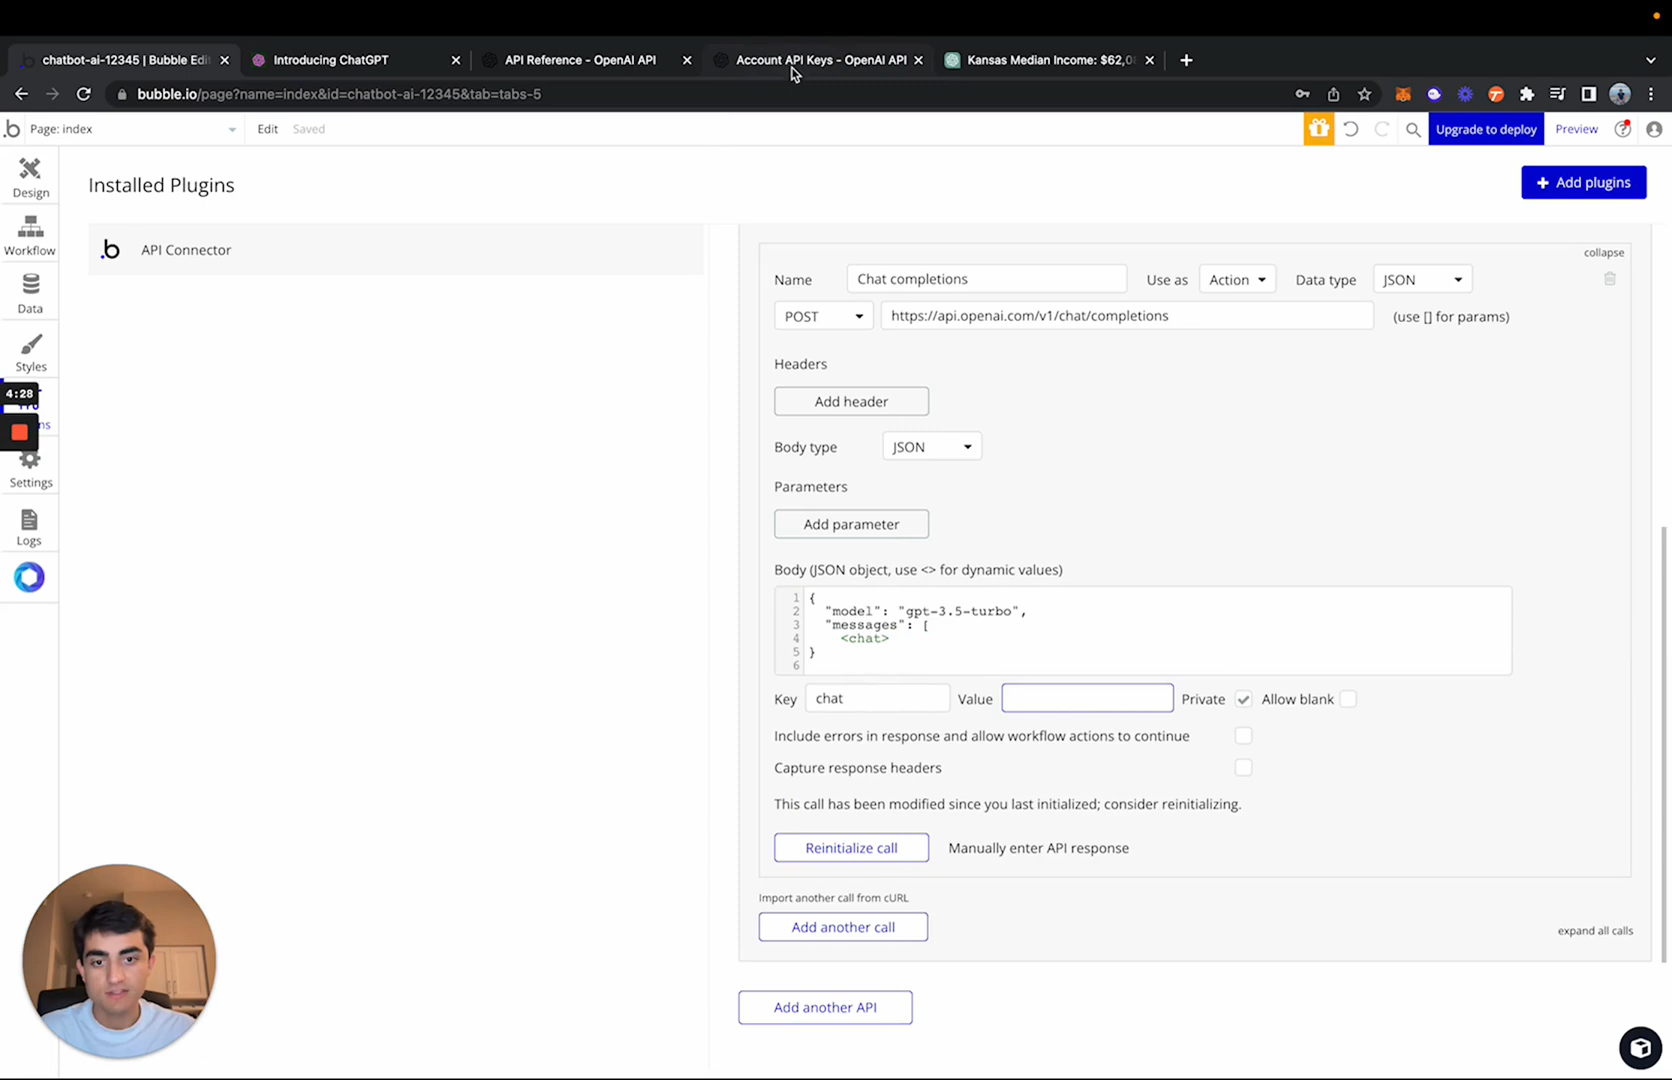 chatbot-ai-12345 | Bubble Edi
Introducing ChatGPT
API Reference - OpenAI API
Account API Keys - OpenAI API
Kansas Median Income: $62,0
bubble.io/page?name=index&id=chatbot-ai-12345&tab=tabs-5
Page: index
Edit
Saved
Upgrade to deploy
Preview
Design
Workflow
Data
Styles
4:28
ns
Settings
Logs
Installed Plugins
+ Add plugins
API Connector
collapse
Name
Chat completions
Use as
Action
Data type
JSON
POST
https://api.openai.com/v1/chat/completions
(use [] for params)
Headers
Add header
Body type
JSON
Parameters
Add parameter
Body (JSON object, use <> for dynamic values)
1 {
2 "model": "gpt-3.5-turbo",
3 "messages": [
4 <chat>
5 }
6
Key
chat
Value
Private
Allow blank
Include errors in response and allow workflow actions to continue
Capture response headers
This call has been modified since you last initialized; consider reinitializing.
Reinitialize call
Manually enter API response
Import another call from cURL
Add another call
expand all calls
Add another API